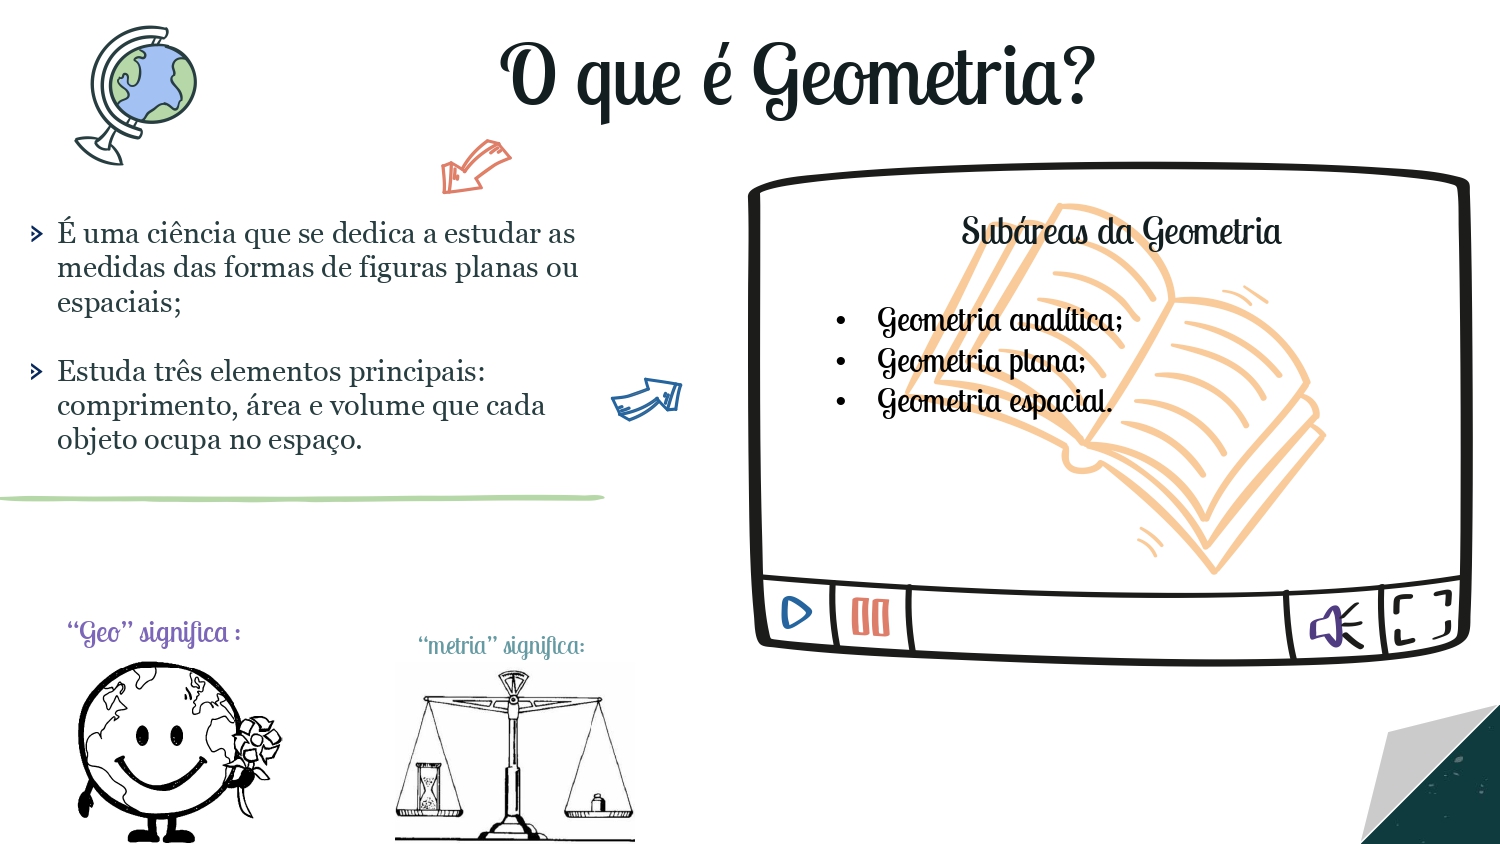 O que é Geometria?
É uma ciência que se dedica a estudar as
medidas das formas de figuras planas ou
espaciais;
Estuda três elementos principais:
comprimento, área e volume que cada
objeto ocupa no espaço.
Subáreas da Geometria
• Geometria analítica;
• Geometria plana;
• Geometria espacial.
“Geo” significa :
“metria” significa: